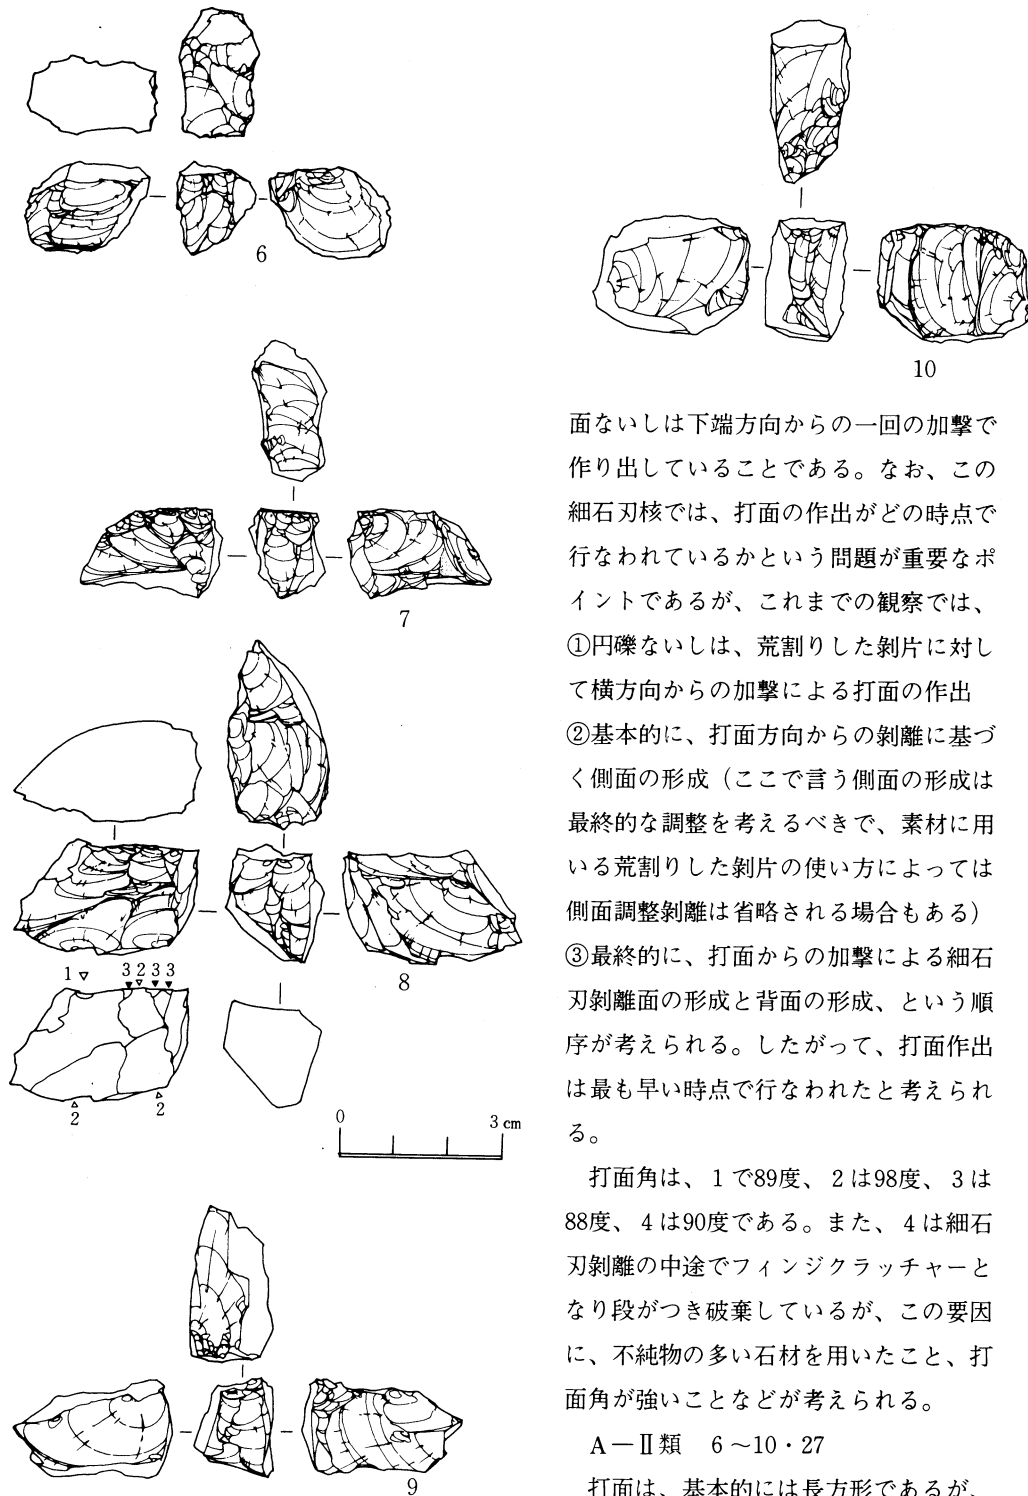 6
10
7
8
1 3 2 3 3
2 2
0 3 cm
9
面ないしは下端方向からの一回の加撃で
作り出していることである。なお、この
細石刃核では、打面の作出がどの時点で
行なわれているかという問題が重要なポ
イントであるが、これまでの観察では、
①円礫ないしは、荒割りした剝片に対し
て横方向からの加撃による打面の作出
②基本的に、打面方向からの剝離に基づ
く側面の形成（ここで言う側面の形成は
最終的な調整を考えるべきで、素材に用
いる荒割りした剝片の使い方によっては
側面調整剝離は省略される場合もある）
③最終的に、打面からの加撃による細石
刃剝離面の形成と背面の形成、という順
序が考えられる。したがって、打面作出
は最も早い時点で行なわれたと考えられ
る。
打面角は、1で89度、2は98度、3は
88度、4は90度である。また、4は細石
刃剝離の中途でフィンジクラッチャーと
なり段がつき破棄しているが、この要因
に、不純物の多い石材を用いたこと、打
面角が強いことなどが考えられる。
A－Ⅱ類　6～10・27
打面は、基本的には長方形であるが、